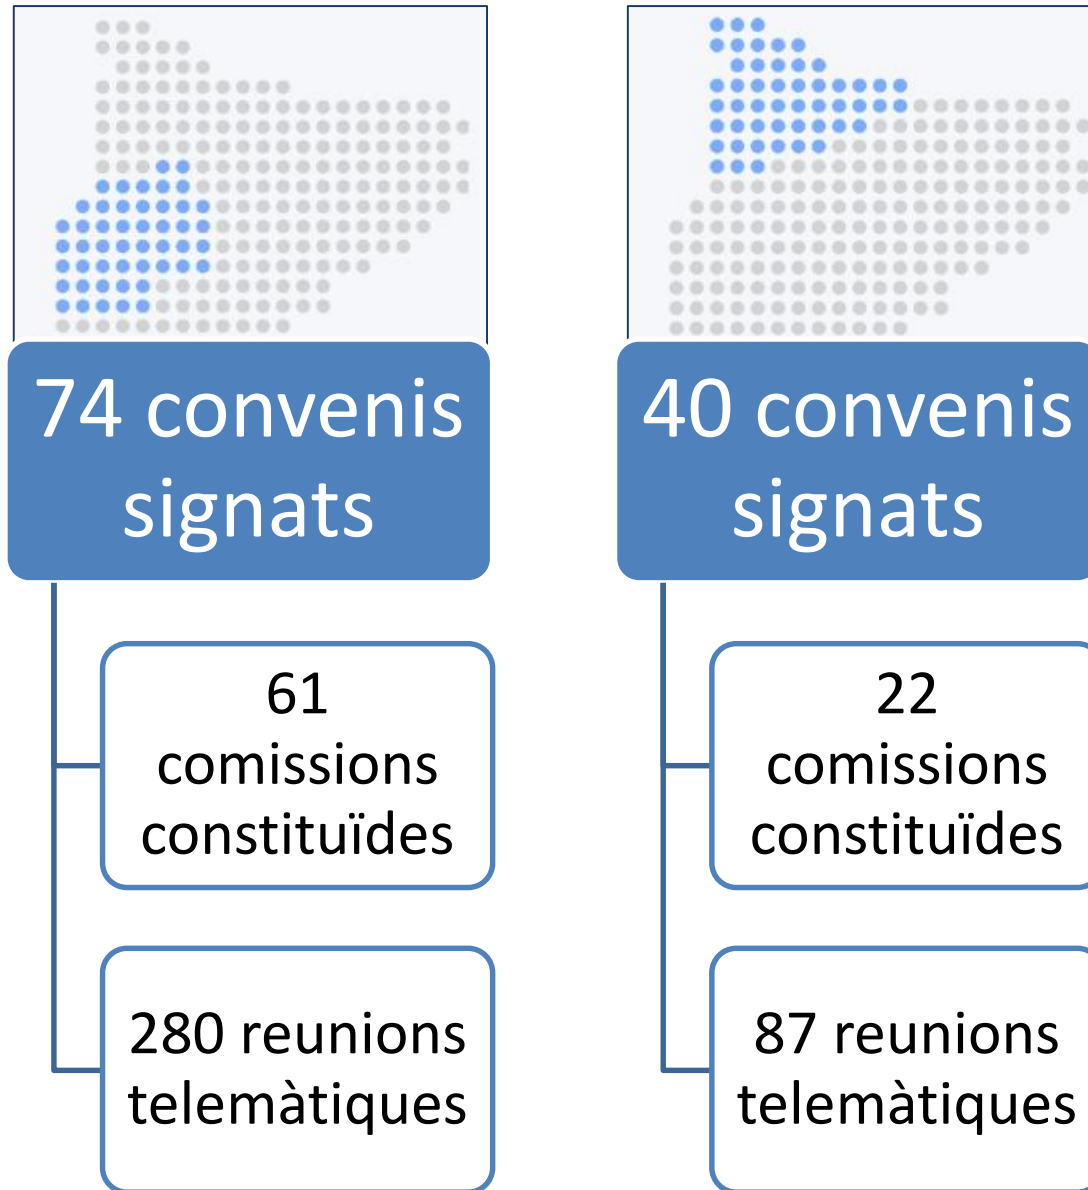 74 convenis
signats
61
comissions
constituïdes
280 reunions
telemàtiques
40 convenis
signats
22
comissions
constituïdes
87 reunions
telemàtiques